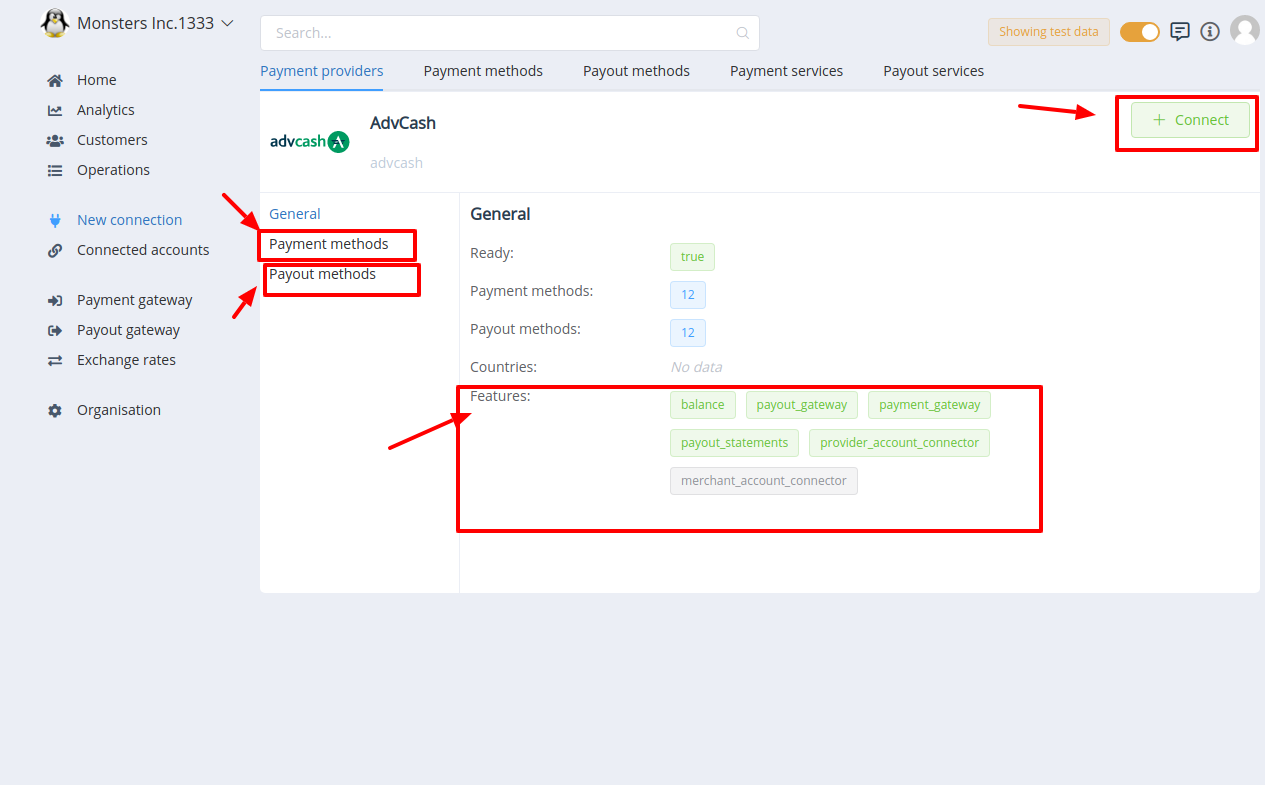 Monsters Inc.1333
Search...
Showing test data
Home
Analytics
Customers
Operations
New connection
Connected accounts
Payment gateway
Payout gateway
Exchange rates
Organisation
Payment providers Payment methods Payout methods Payment services Payout services
advcash
AdvCash
advcash
+ Connect
General
Payment methods
Payout methods
General
Ready: true
Payment methods: 12
Payout methods: 12
Countries: No data
Features: balance payout_gateway payment_gateway
payout_statements provider_account_connector
merchant_account_connector